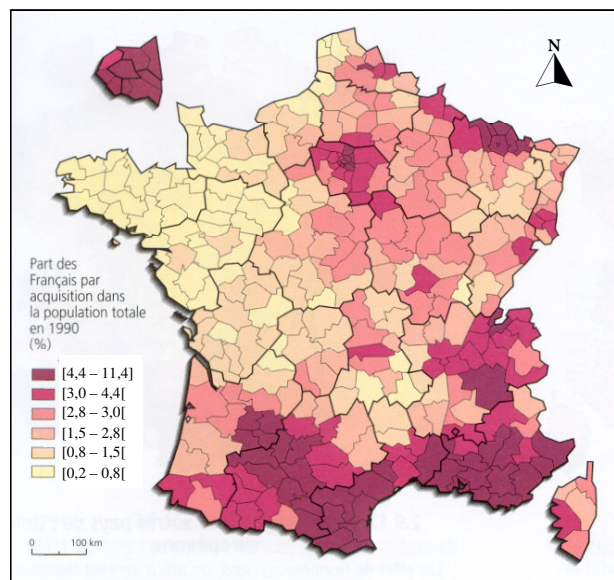 N
Part des
Français par
acquisition dans
la population totale
en 1990
(%)
[4,4 – 11,4]
[3,0 – 4,4[
[2,8 – 3,0[
[1,5 – 2,8[
[0,8 – 1,5[
[0,2 – 0,8[
0 100 km